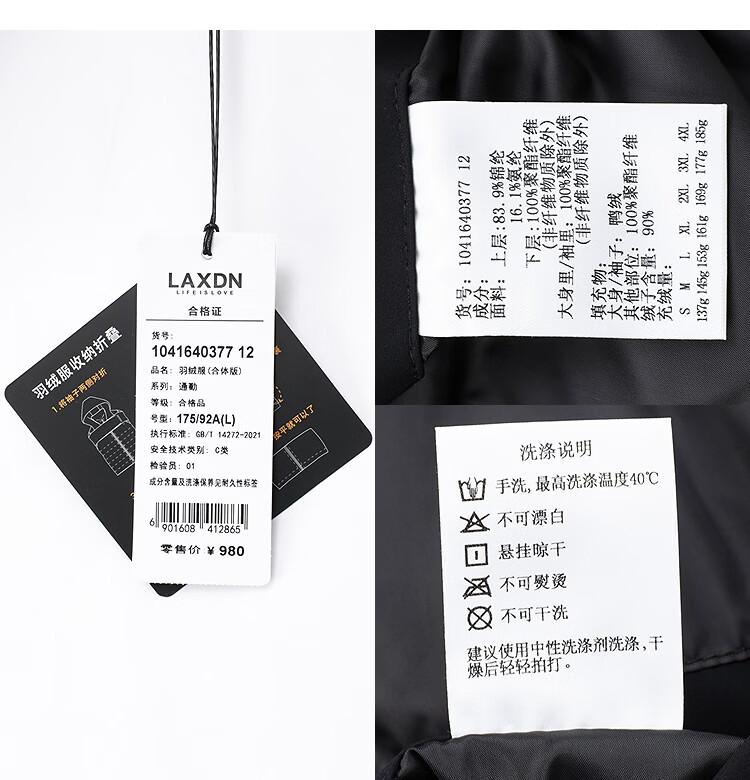 LAXDN
LIFE IS LOVE
合格证
货号:
1041640377 12
品名: 羽绒服(合体版)
系列: 通勤
等级: 合格品
号型: 175/92A(L)
执行标准: GB/T 14272-2021
安全技术类别: C类
检验员: 01
成分含量及洗涤保养见耐久性标签
6 901608 412865
零售价 ¥ 980
羽绒服收纳折叠
1.将袖子两侧对折
按平就可以了
货号: 1041640377 12
成分:
面料: 上层:83.9%锦纶
16.1%氨纶
下层:100%聚酯纤维
(非纤维物质除外)
大身里/袖里: 100%聚酯纤维
(非纤维物质除外)
填充物:
大身/袖子: 鸭绒
其他部位: 100%聚酯纤维
绒子含量: 90%
充绒量:
S M L XL 2XL 3XL 4XL
137g 145g 153g 161g 169g 177g 185g
洗涤说明
手洗,最高洗涤温度40℃
不可漂白
悬挂晾干
不可熨烫
不可干洗
建议使用中性洗涤剂洗涤,干
燥后轻轻拍打。